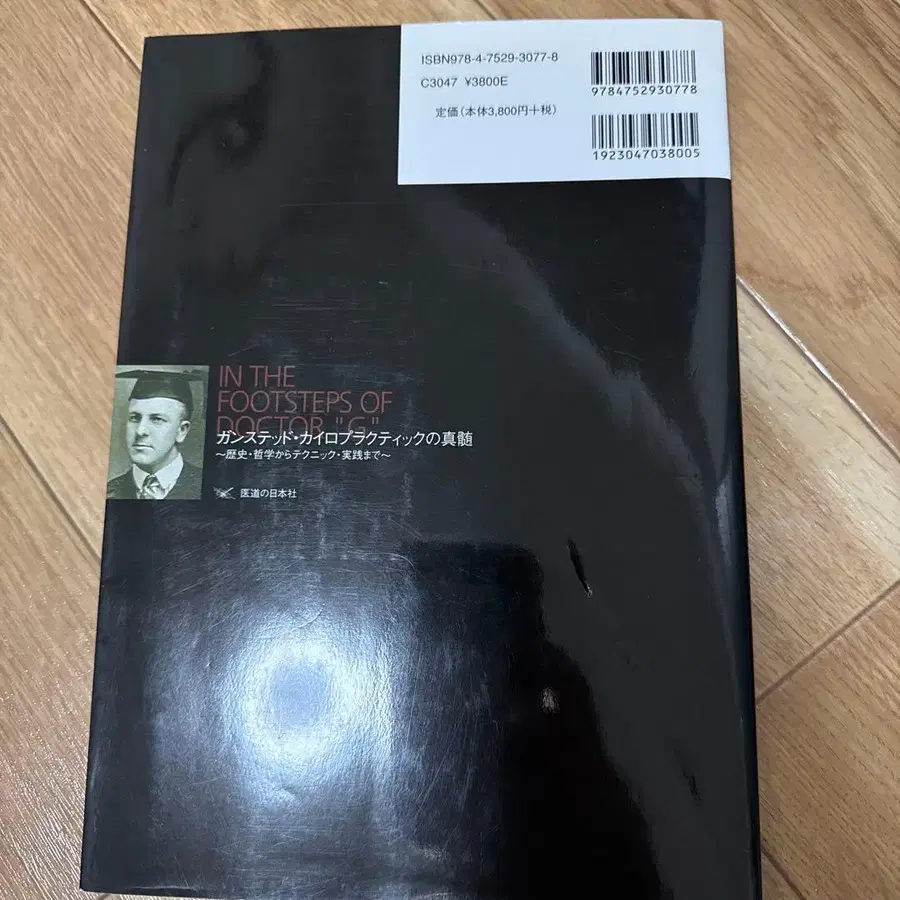 ISBN978-4-7529-3077-8
C3047 ¥3800E
定価(本体3,800円+税)
9784752930778
1923047038005
IN THE
FOOTSTEPS OF
DOCTOR "G"
ガンステッド・カイロプラクティックの真髄
〜歴史・哲学からテクニック・実践まで〜
医道の日本社